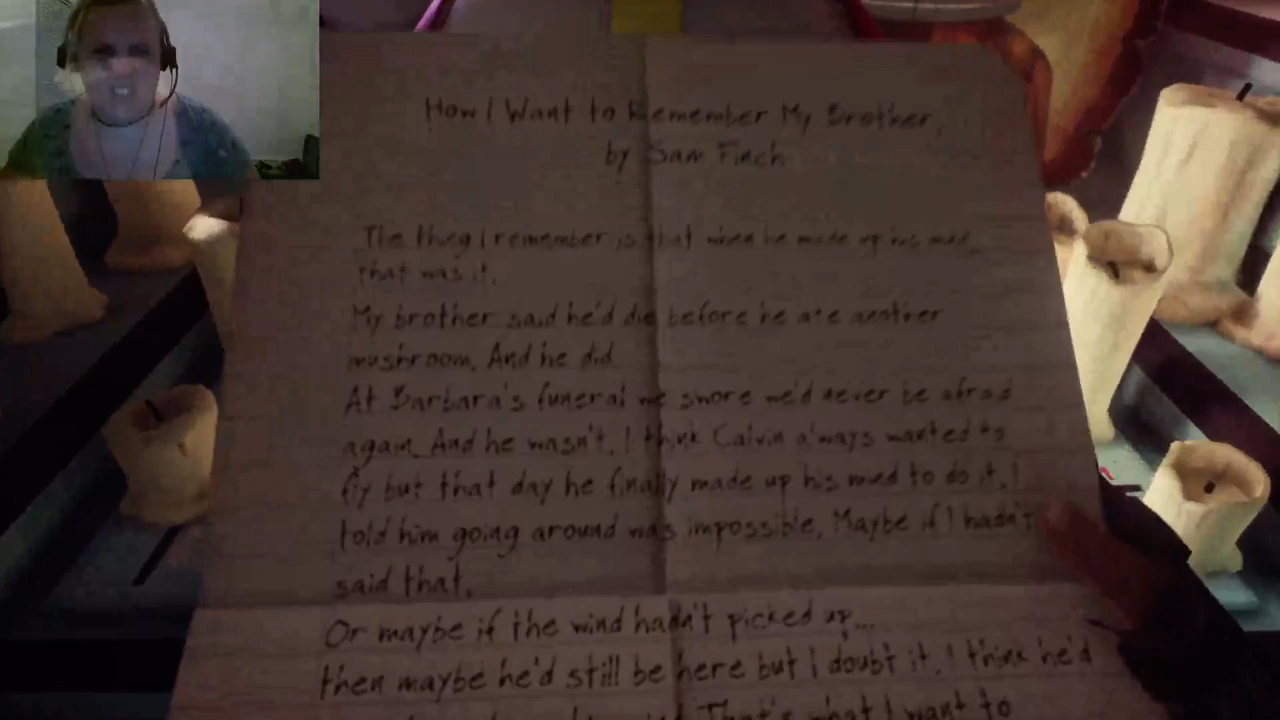 How I Want to Remember My Brother,
by Sam Finch
The thing I remember is that when he made up his mind,
that was it.
My brother said he'd die before he ate another
mushroom. And he did.
At Barbara's funeral we swore we'd never be afraid
again. And he wasn't. I think Calvin always wanted to
fly but that day he finally made up his mind to do it. I
told him going around was impossible. Maybe if I hadn't
said that.
Or maybe if the wind hadn't picked up...
then maybe he'd still be here but I doubt it. I think he'd
That's what I want to